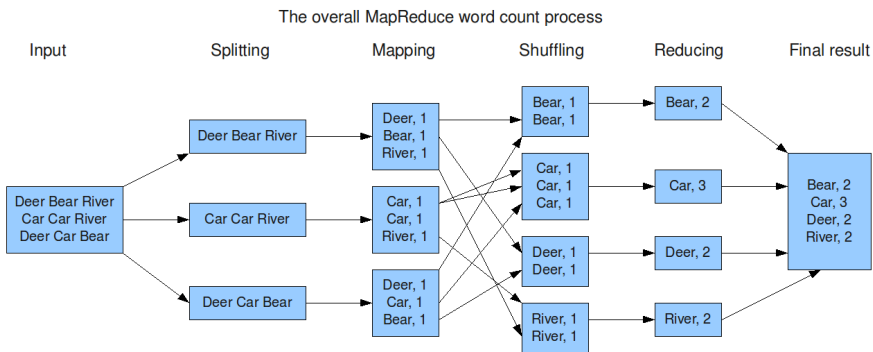 The overall MapReduce word count process
Input
Splitting
Mapping
Shuffling
Reducing
Final result
Deer Bear River
Car Car River
Deer Car Bear
Deer Bear River
Car Car River
Deer Car Bear
Deer, 1
Bear, 1
River, 1
Car, 1
Car, 1
River, 1
Deer, 1
Car, 1
Bear, 1
Bear, 1
Bear, 1
Car, 1
Car, 1
Car, 1
Deer, 1
Deer, 1
River, 1
River, 1
Bear, 2
Car, 3
Deer, 2
River, 2
Bear, 2
Car, 3
Deer, 2
River, 2